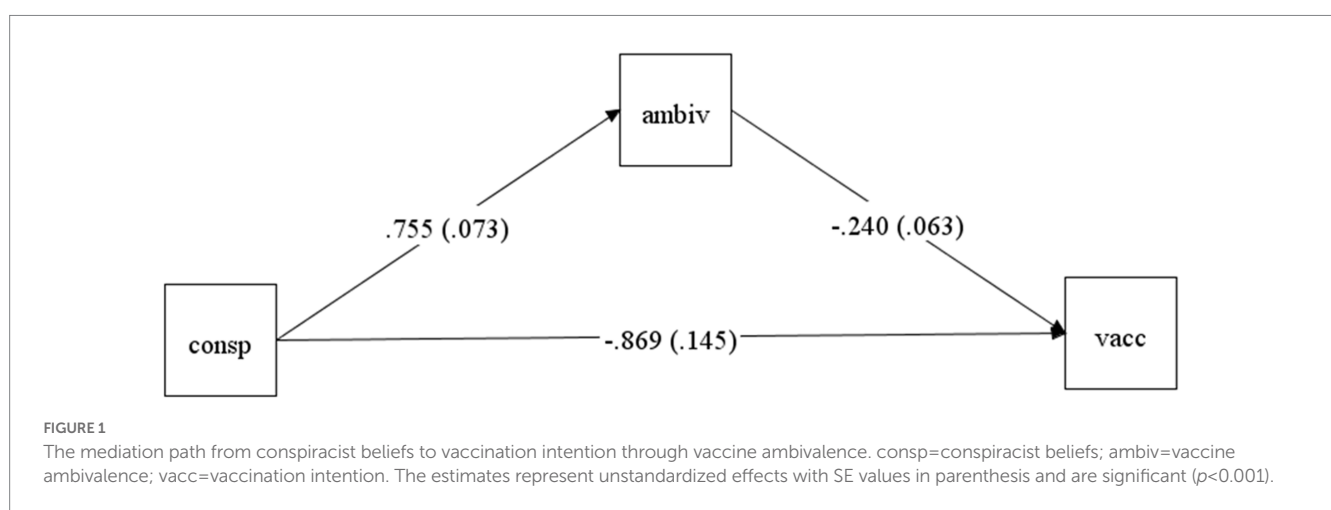 ambiv
.755 (.073)
-.240 (.063)
consp
-.869 (.145)
vacc
FIGURE 1
The mediation path from conspiracist beliefs to vaccination intention through vaccine ambivalence. consp=conspiracist beliefs; ambiv=vaccine
ambivalence; vacc=vaccination intention. The estimates represent unstandardized effects with SE values in parenthesis and are significant (p<0.001).